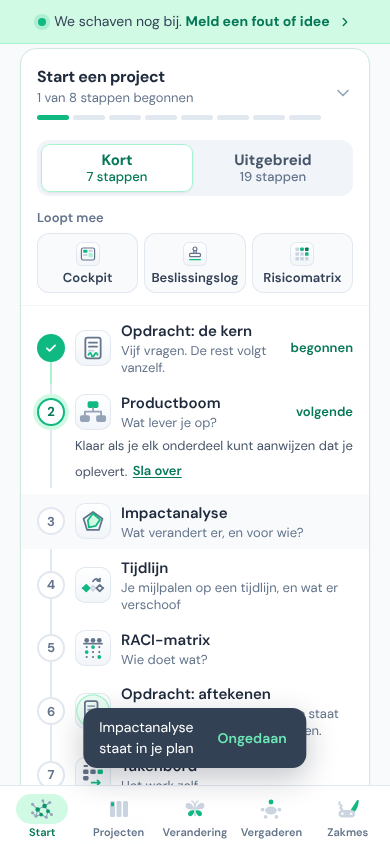 We schaven nog bij. Meld een fout of idee
Start een project
1 van 8 stappen begonnen
Kort
7 stappen
Uitgebreid
19 stappen
Loopt mee
Cockpit
Beslissingslog
Risicomatrix
Opdracht: de kern
Vijf vragen. De rest volgt
vanzelf.
begonnen
2
Productboom
Wat lever je op?
volgende
Klaar als je elk onderdeel kunt aanwijzen dat je
oplevert. Sla over
3
Impactanalyse
Wat verandert er, en voor wie?
4
Tijdlijn
Je mijlpalen op een tijdlijn, en wat er
verschoof
5
RACI-matrix
Wie doet wat?
6
Opdracht: aftekenen
staat
en.
Impactanalyse
staat in je plan
Ongedaan
7
Start
Projecten
Verandering
Vergaderen
Zakmes